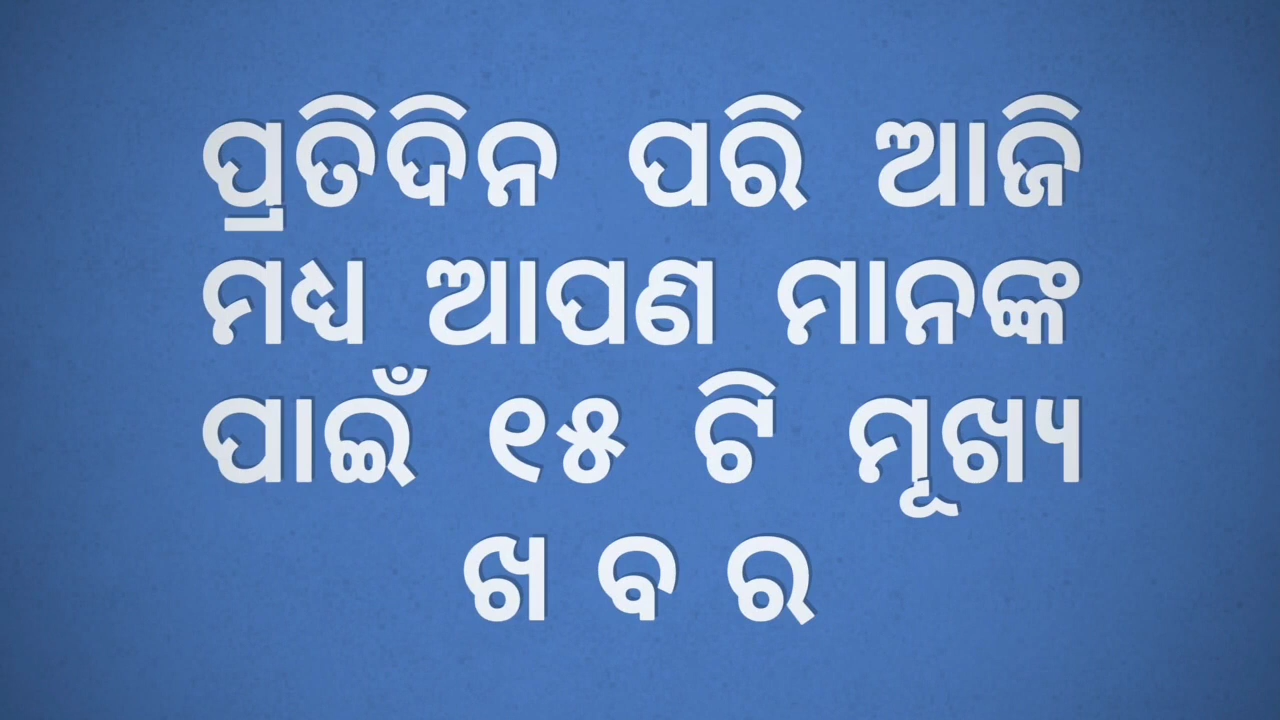 ପ୍ରତିଦିନ ପରି ଆଜି
ମଧ୍ୟ ଆପଣ ମାନଙ୍କ
ପାଇଁ ୧୫ ଟି ମୂଖ୍ୟ
ଖ ବ ର